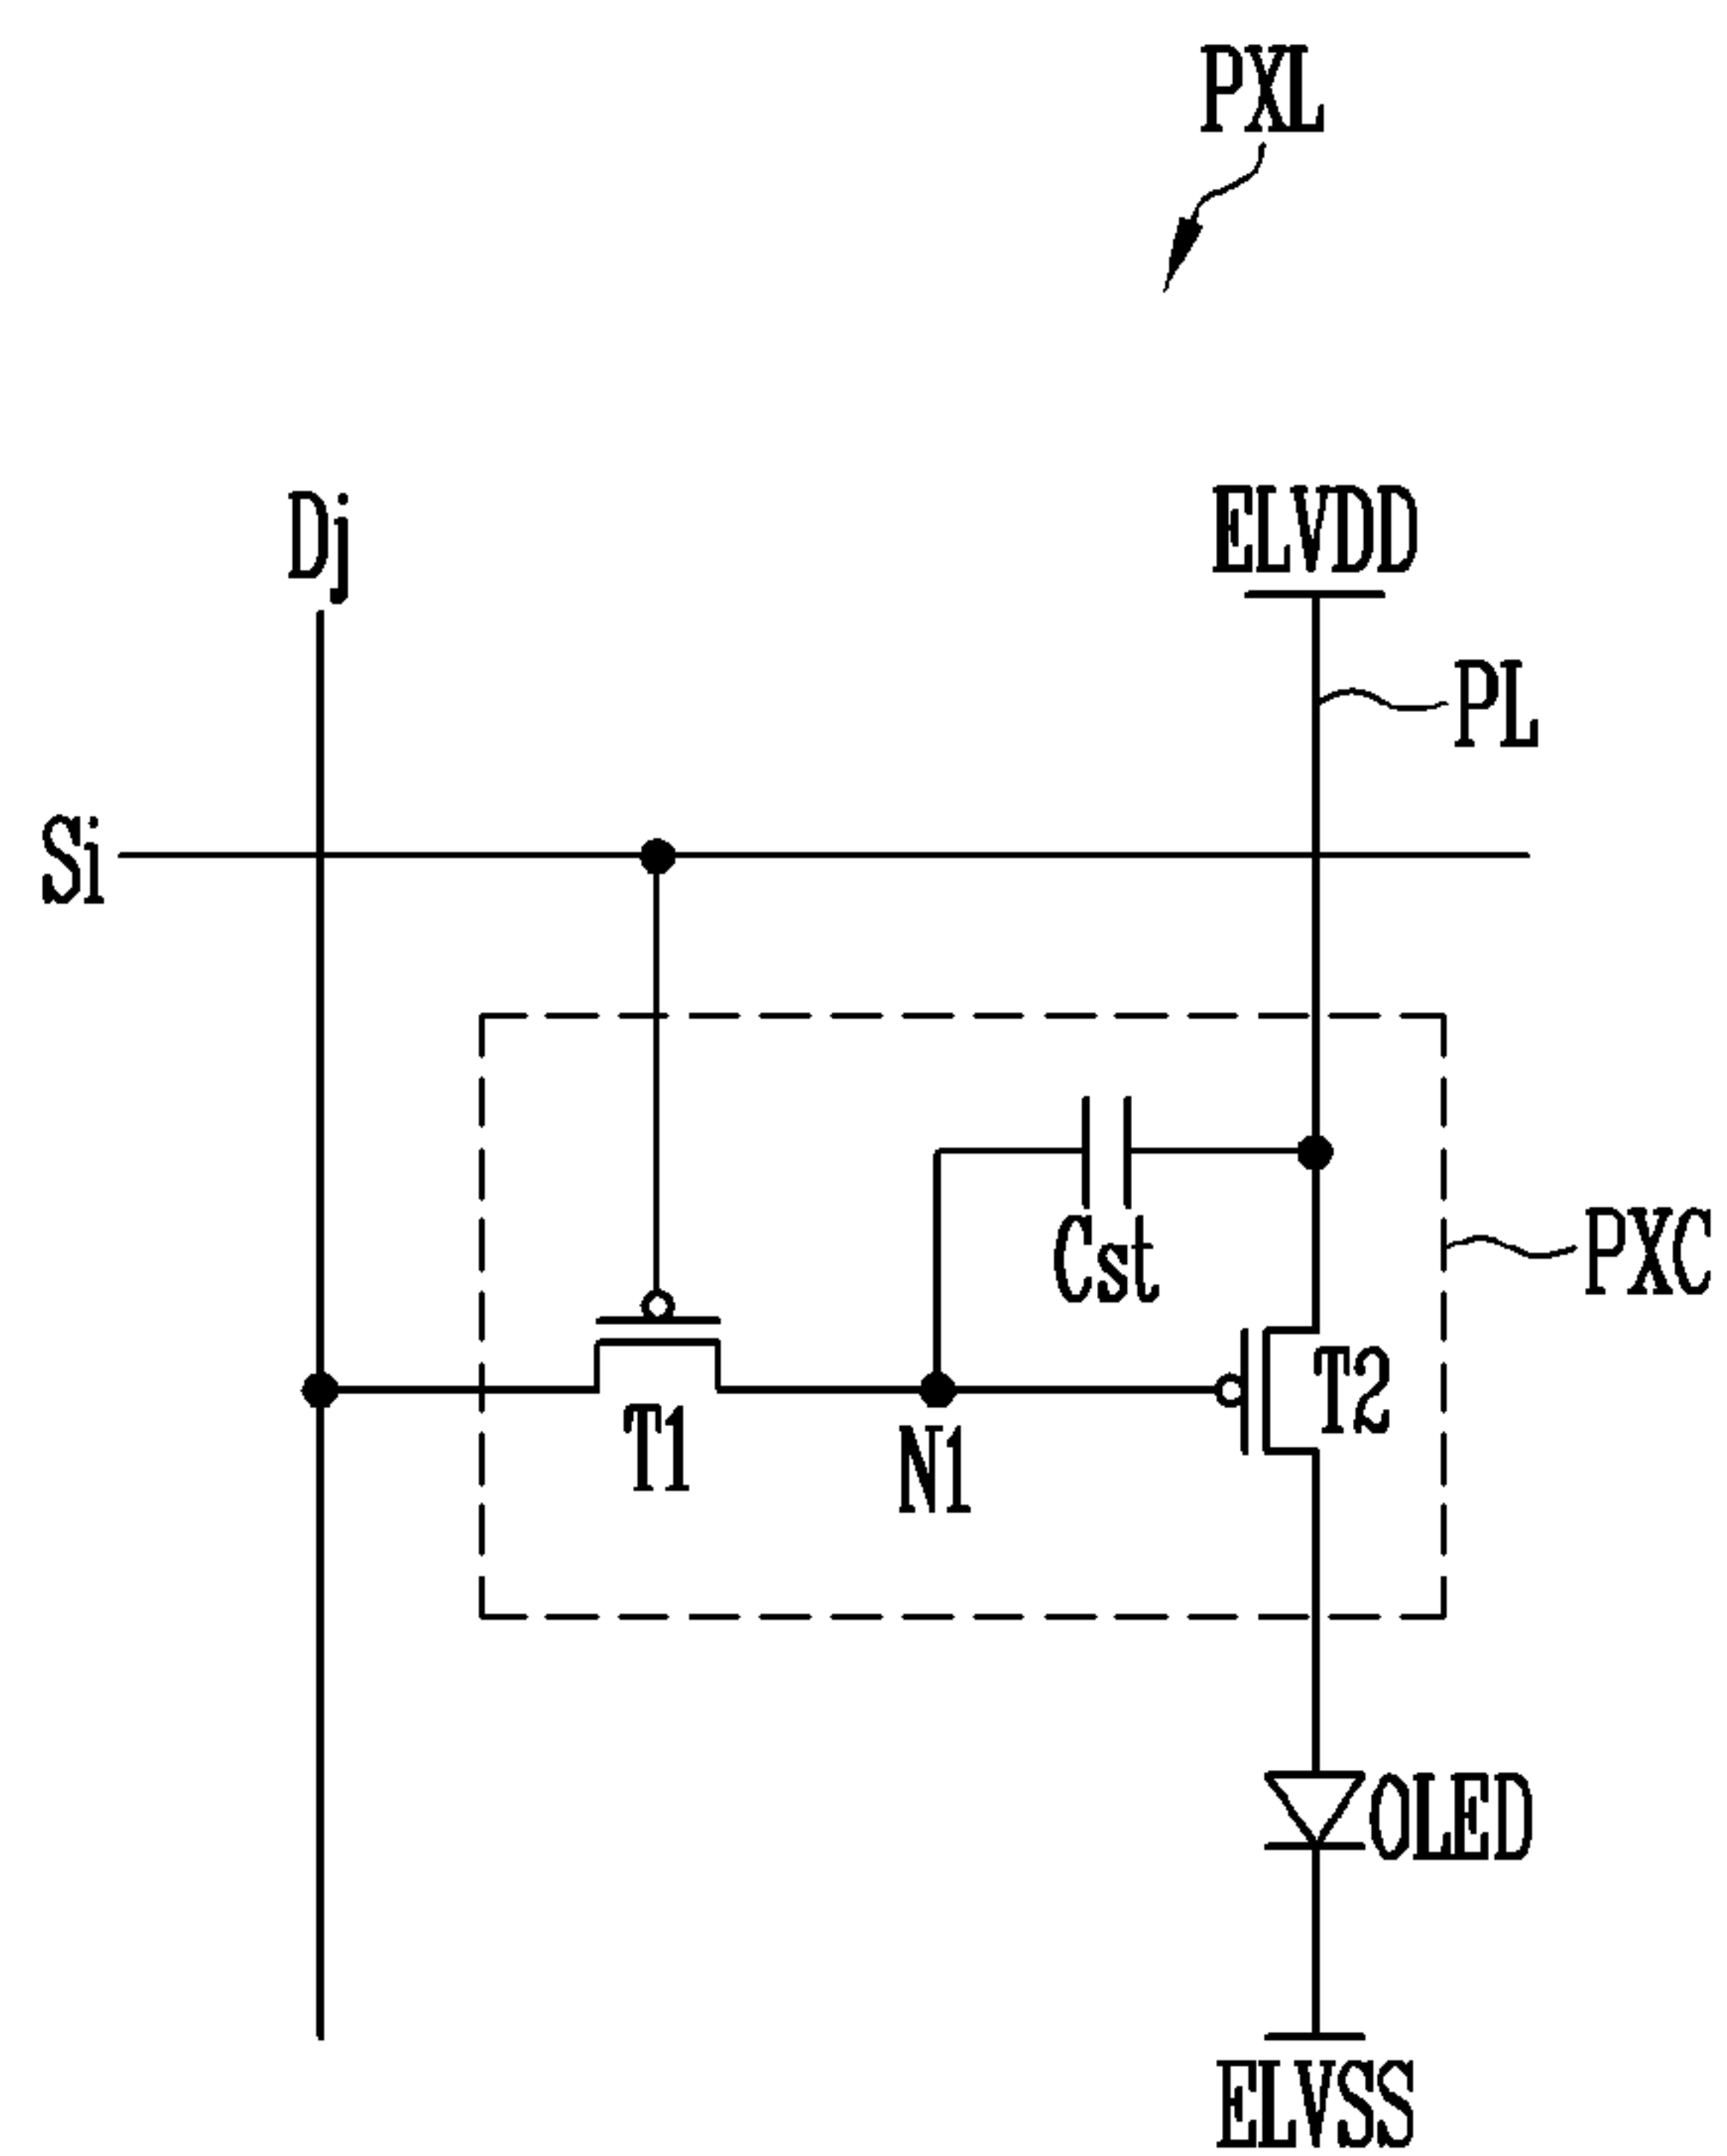 PXL
Dj
ELVDD
PL
Si
Cst
PXC
T1
N1
T2
OLED
ELVSS